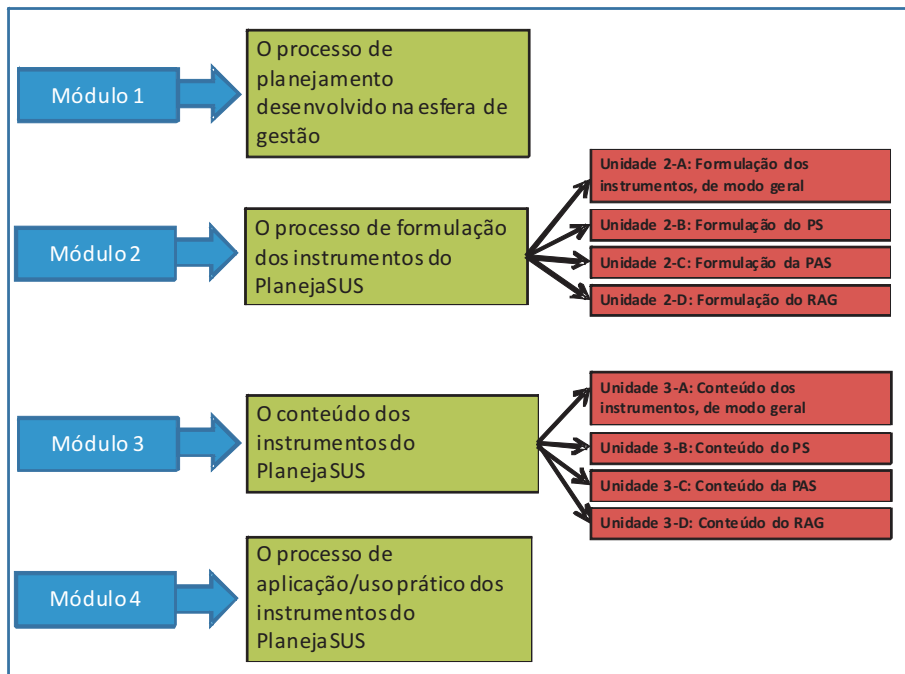 Módulo 1
O processo de
planejamento
desenvolvido na esfera de
gestão
Módulo 2
O processo de formulação
dos instrumentos do
PlanejaSUS
Unidade 2-A: Formulação dos
instrumentos, de modo geral
Unidade 2-B: Formulação do PS
Unidade 2-C: Formulação da PAS
Unidade 2-D: Formulação do RAG
Módulo 3
O conteúdo dos
instrumentos do
PlanejaSUS
Unidade 3-A: Conteúdo dos
instrumentos, de modo geral
Unidade 3-B: Conteúdo do PS
Unidade 3-C: Conteúdo da PAS
Unidade 3-D: Conteúdo do RAG
Módulo 4
O processo de
aplicação/uso prático dos
instrumentos do
PlanejaSUS